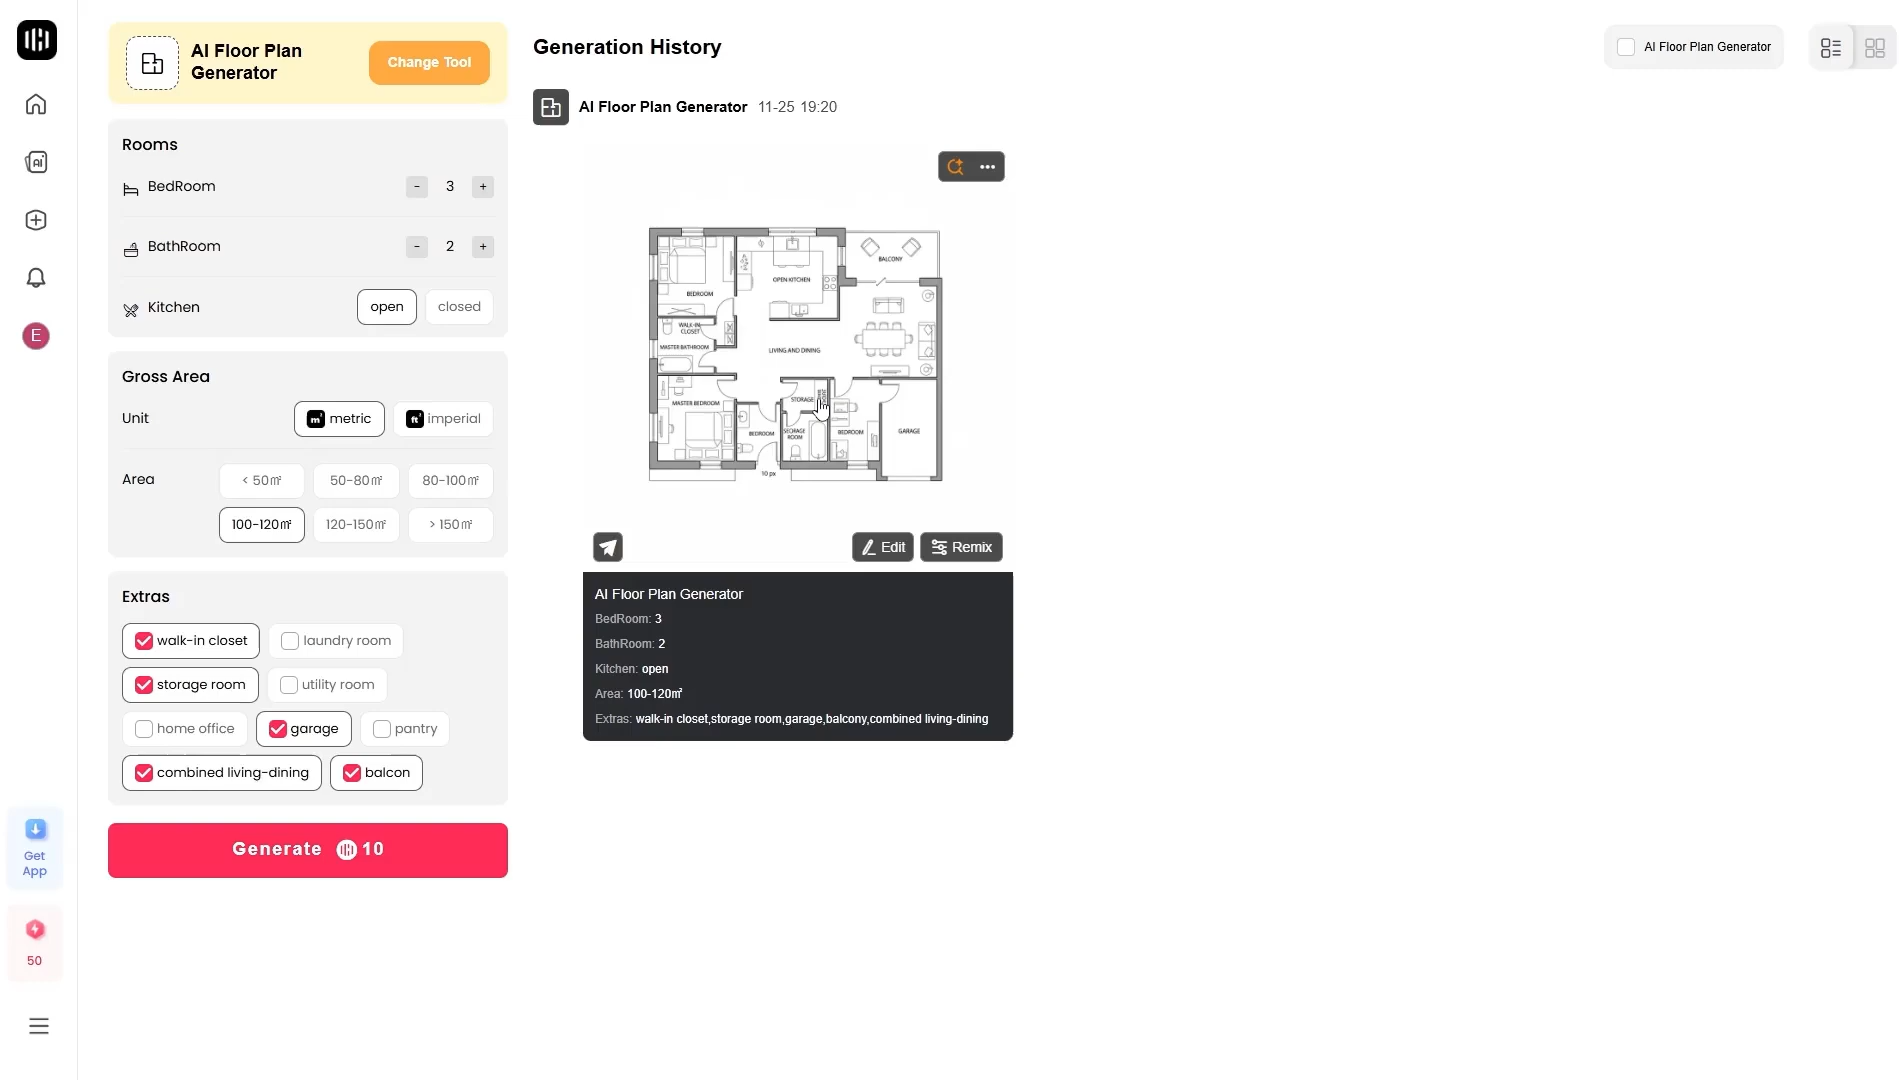 AI Floor Plan
Generator
Change Tool
Rooms
BedRoom
- 3 +
BathRoom
- 2 +
Kitchen
open
closed
Gross Area
Unit
m² metric
ft² imperial
Area
< 50㎡
50-80㎡
80-100㎡
100-120㎡
120-150㎡
> 150㎡
Extras
walk-in closet
laundry room
storage room
utility room
home office
garage
pantry
combined living-dining
balcon
Generate 10
E
Get
App
50
Generation History
AI Floor Plan Generator
AI Floor Plan Generator 11-25 19:20
BALCONY
OPEN KITCHEN
BEDROOM
WALK-IN
CLOSET
MASTER BATHROOM
LIVING AND DINING
MASTER BEDROOM
STORAGE
BEDROOM
SEORAGE
ROOM
BEDROOM
GARAGE
10 px
Edit
Remix
AI Floor Plan Generator
BedRoom: 3
BathRoom: 2
Kitchen: open
Area: 100-120㎡
Extras: walk-in closet,storage room,garage,balcony,combined living-dining